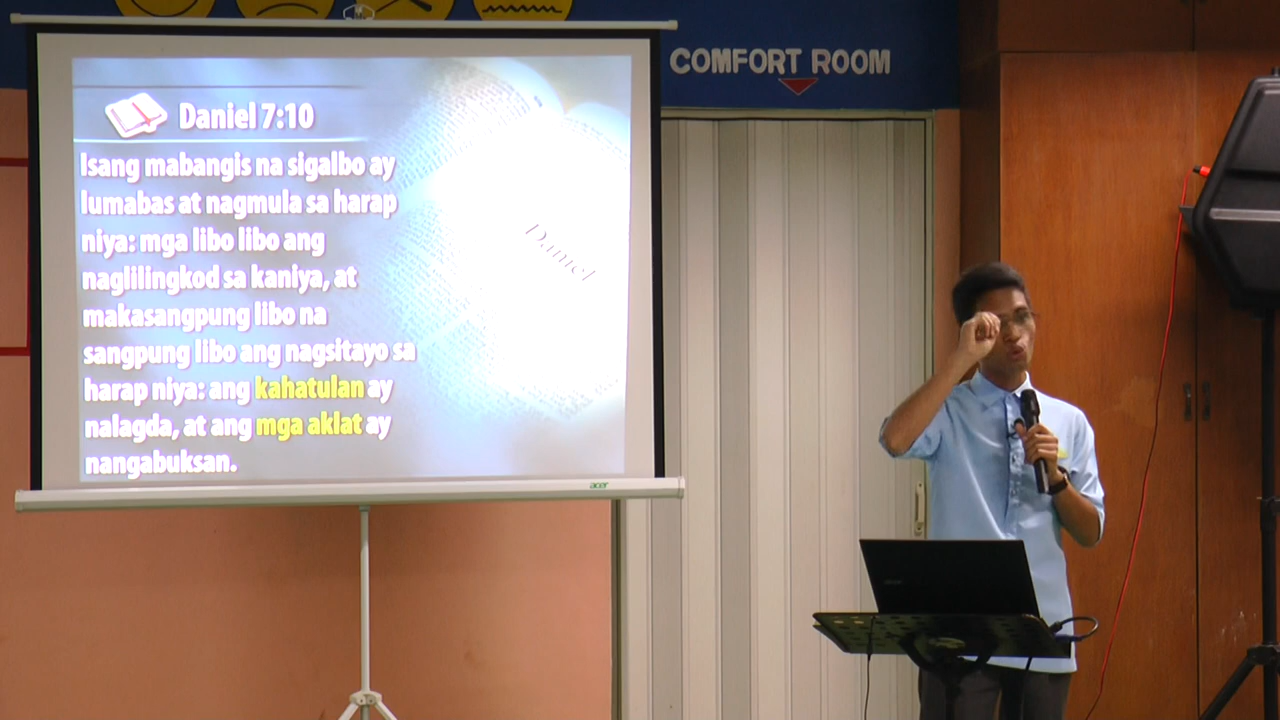 COMFORT ROOM
Daniel 7:10
Isang mabangis na sigalbo ay
lumabas at nagmula sa harap
niya: mga libo libo ang
naglilingkod sa kaniya, at
makasangpung libo na
sangpung libo ang nagsitayo sa
harap niya: ang kahatulan ay
nalagda, at ang mga aklat ay
nangabuksan.
Daniel
acer